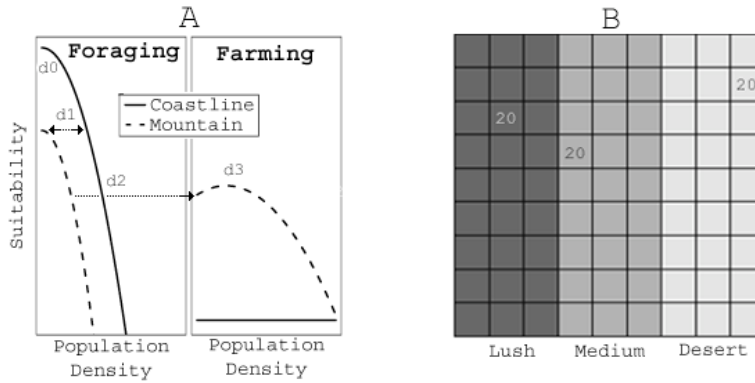 A
B
Foraging
Farming
d0
Coastline
Mountain
d1
d2
d3
Suitability
20
20
20
Population
Density
Population
Density
Lush
Medium
Desert